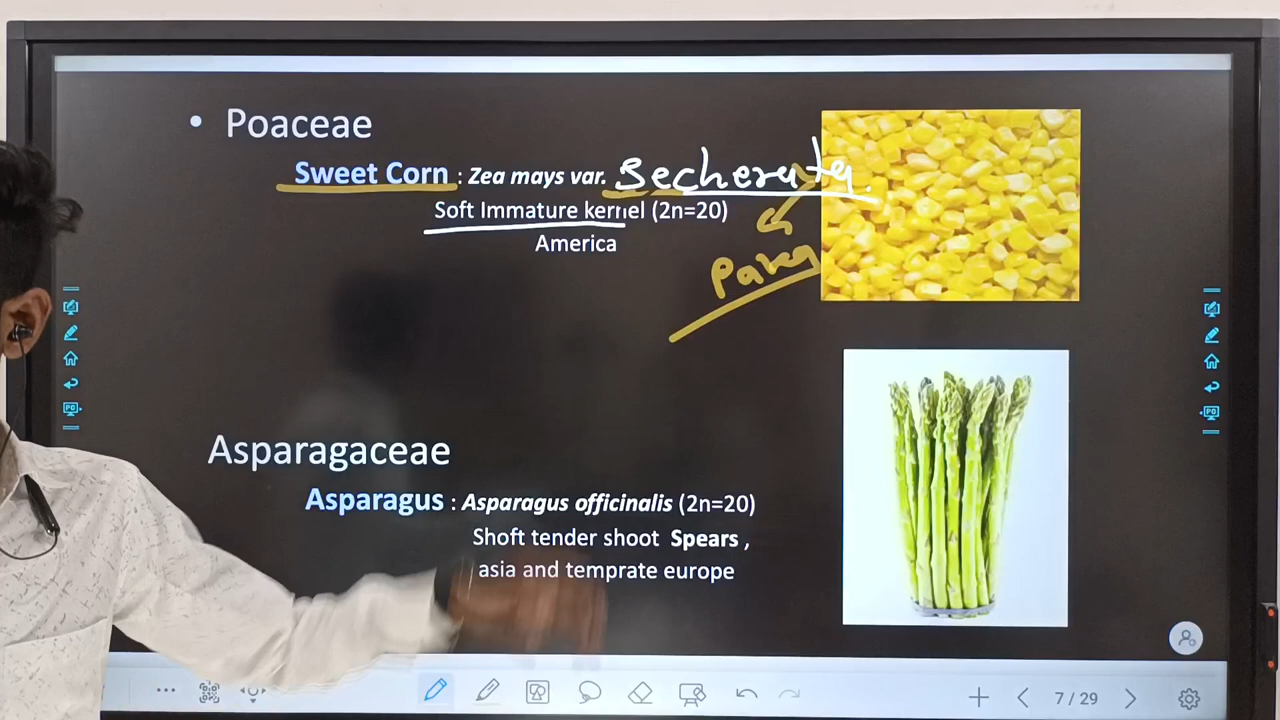 • Poaceae
Sweet Corn : Zea mays var. Secherata.
Soft Immature kernel (2n=20)
America
Asparagaceae
Asparagus : Asparagus officinalis (2n=20)
Shoft tender shoot Spears ,
asia and temprate europe
7 / 29